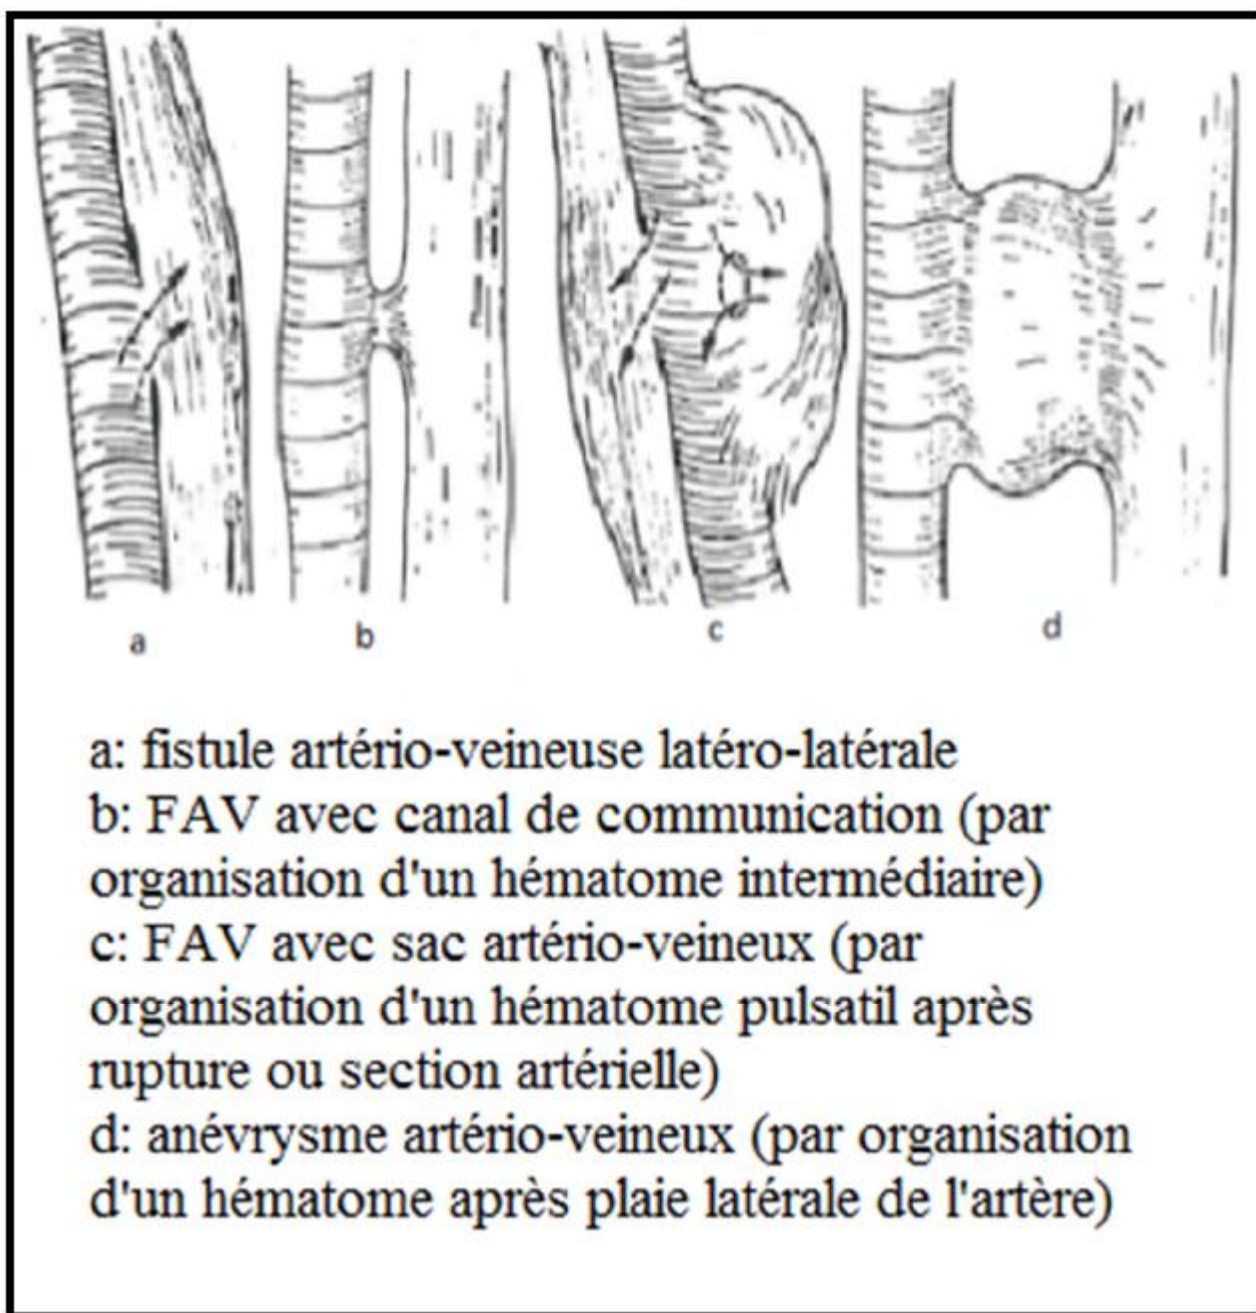 a
b
c
d
a: fistule artério-veineuse latéro-latérale
b: FAV avec canal de communication (par
organisation d'un hématome intermédiaire)
c: FAV avec sac artério-veineux (par
organisation d'un hématome pulsatil après
rupture ou section artérielle)
d: anévrysme artério-veineux (par organisation
d'un hématome après plaie latérale de l'artère)